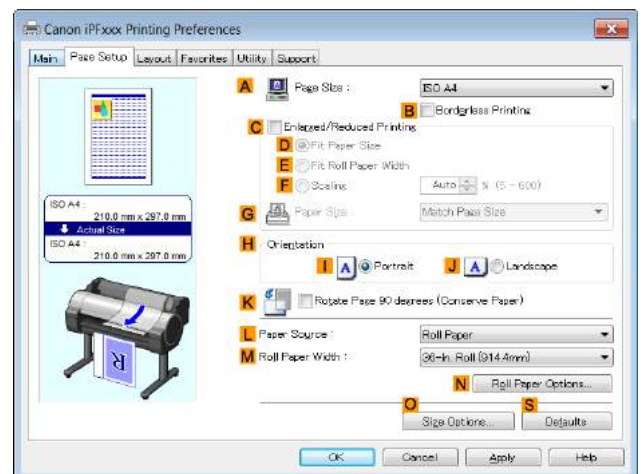 Canon iPFxxx Printing Preferences
Main Page Setup Layout Favorites Utility Support
A Page Size : ISO A4
B Borderless Printing
C Enlarged/Reduced Printing
D Fit Paper Size
E Fit Roll Paper Width
F Scaling Auto % (5 - 600)
G Paper Size : Match Page Size
ISO A4 :
210.0 mm x 297.0 mm
Actual Size
ISO A4 :
210.0 mm x 297.0 mm
H Orientation
I A Portrait J A Landscape
K Rotate Page 90 degrees (Conserve Paper)
L Paper Source : Roll Paper
M Roll Paper Width : 36-in. Roll (914.4mm)
N Roll Paper Options...
O S
Size Options... Defaults
R
OK Cancel Apply Help